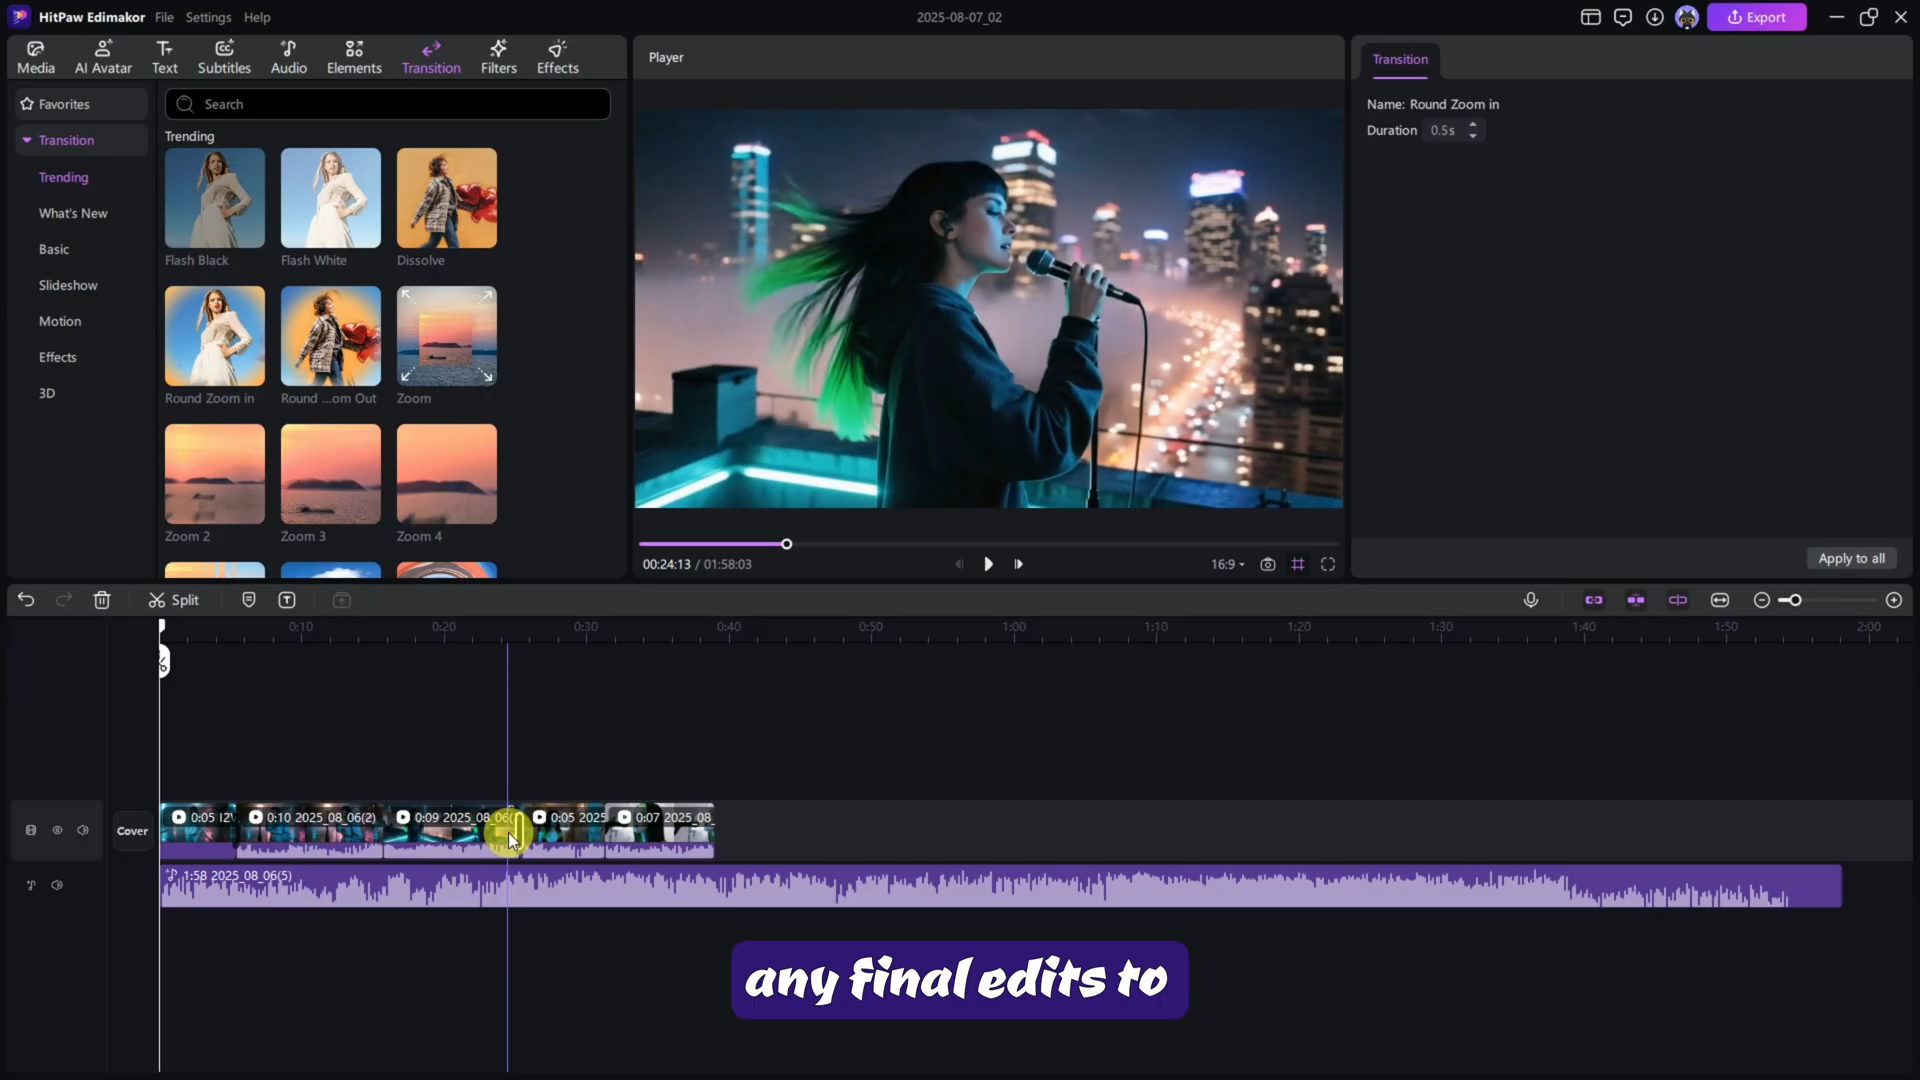 HitPaw Edimakor
File
Settings
Help
2025-08-07_02
Export
Media
AI Avatar
Text
Subtitles
Audio
Elements
Transition
Filters
Effects
Player
Transition
Favorites
Transition
Trending
What's New
Basic
Slideshow
Motion
Effects
3D
Search
Trending
Flash Black
Flash White
Dissolve
Round Zoom in
Round ...om Out
Zoom
Zoom 2
Zoom 3
Zoom 4
Name: Round Zoom in
Duration 0.5s
00:24:13 / 01:58:03
16:9
Apply to all
Split
0:10
0:20
0:30
0:40
0:50
1:00
1:10
1:20
1:30
1:40
1:50
2:00
Cover
0:05
0:10 2025_08_06(2)
0:09 2025_08_06(
0:05 2025
0:07 2025_08_
1:58 2025_08_06(5)
any final edits to